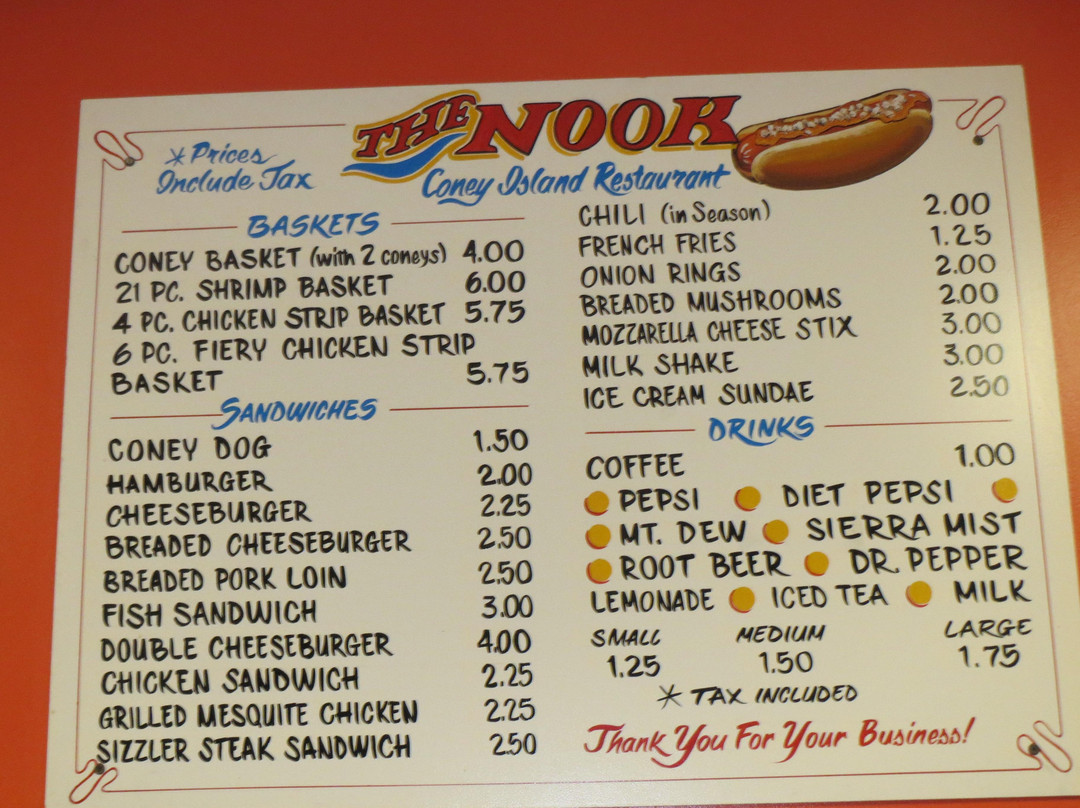 THE NOOK
Coney Island Restaurant
* Prices
Include Tax
BASKETS
CONEY BASKET (with 2 coneys) 4.00
21 PC. SHRIMP BASKET 6.00
4 PC. CHICKEN STRIP BASKET 5.75
6 PC. FIERY CHICKEN STRIP
BASKET 5.75
SANDWICHES
CONEY DOG 1.50
HAMBURGER 2.00
CHEESEBURGER 2.25
BREADED CHEESEBURGER 2.50
BREADED PORK LOIN 2.50
FISH SANDWICH 3.00
DOUBLE CHEESEBURGER 4.00
CHICKEN SANDWICH 2.25
GRILLED MESQUITE CHICKEN 2.25
SIZZLER STEAK SANDWICH 2.50
CHILI (in Season) 2.00
FRENCH FRIES 1.25
ONION RINGS 2.00
BREADED MUSHROOMS 2.00
MOZZARELLA CHEESE STIX 3.00
MILK SHAKE 3.00
ICE CREAM SUNDAE 2.50
DRINKS
COFFEE 1.00
PEPSI DIET PEPSI
MT. DEW SIERRA MIST
ROOT BEER DR. PEPPER
LEMONADE ICED TEA MILK
SMALL MEDIUM LARGE
1.25 1.50 1.75
* TAX INCLUDED
Thank You For Your Business!